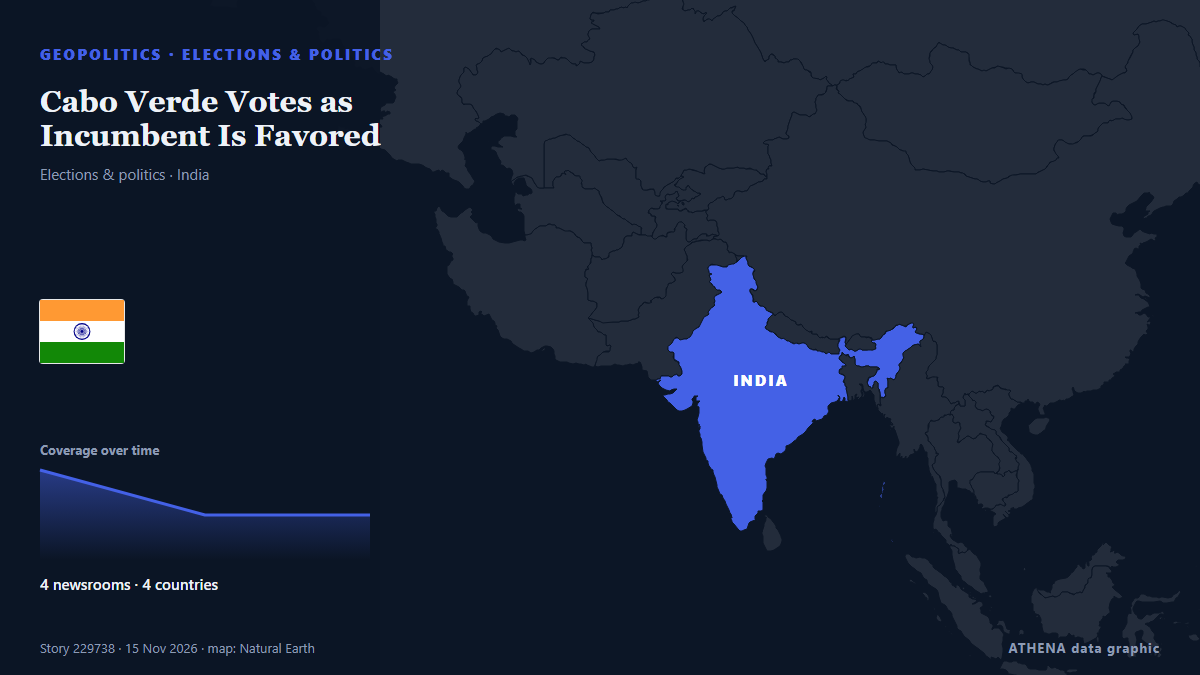 GEOPOLITICS · ELECTIONS & POLITICS
Cabo Verde Votes as
Incumbent Is Favored
Elections & politics · India
INDIA
Coverage over time
4 newsrooms · 4 countries
Story 229738 · 15 Nov 2026 · map: Natural Earth
ATHENA data graphic